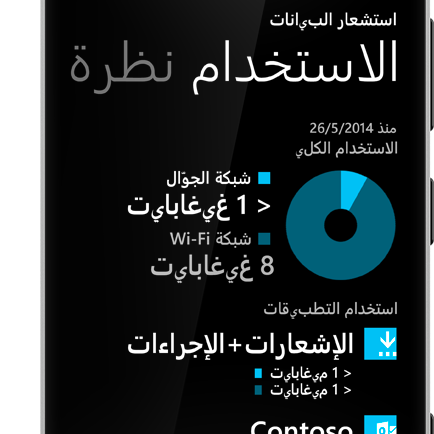 استشعار البيانات
الاستخدام نظرة
منذ 26/5/2014
الاستخدام الكلي
شبكة الجوّال
< 1 غيغابايت
شبكة Wi-Fi
8 غيغابايت
استخدام التطبيقات
الإشعارات+الإجراءات
< 1 ميغابايت
< 1 ميغابايت
Contoso